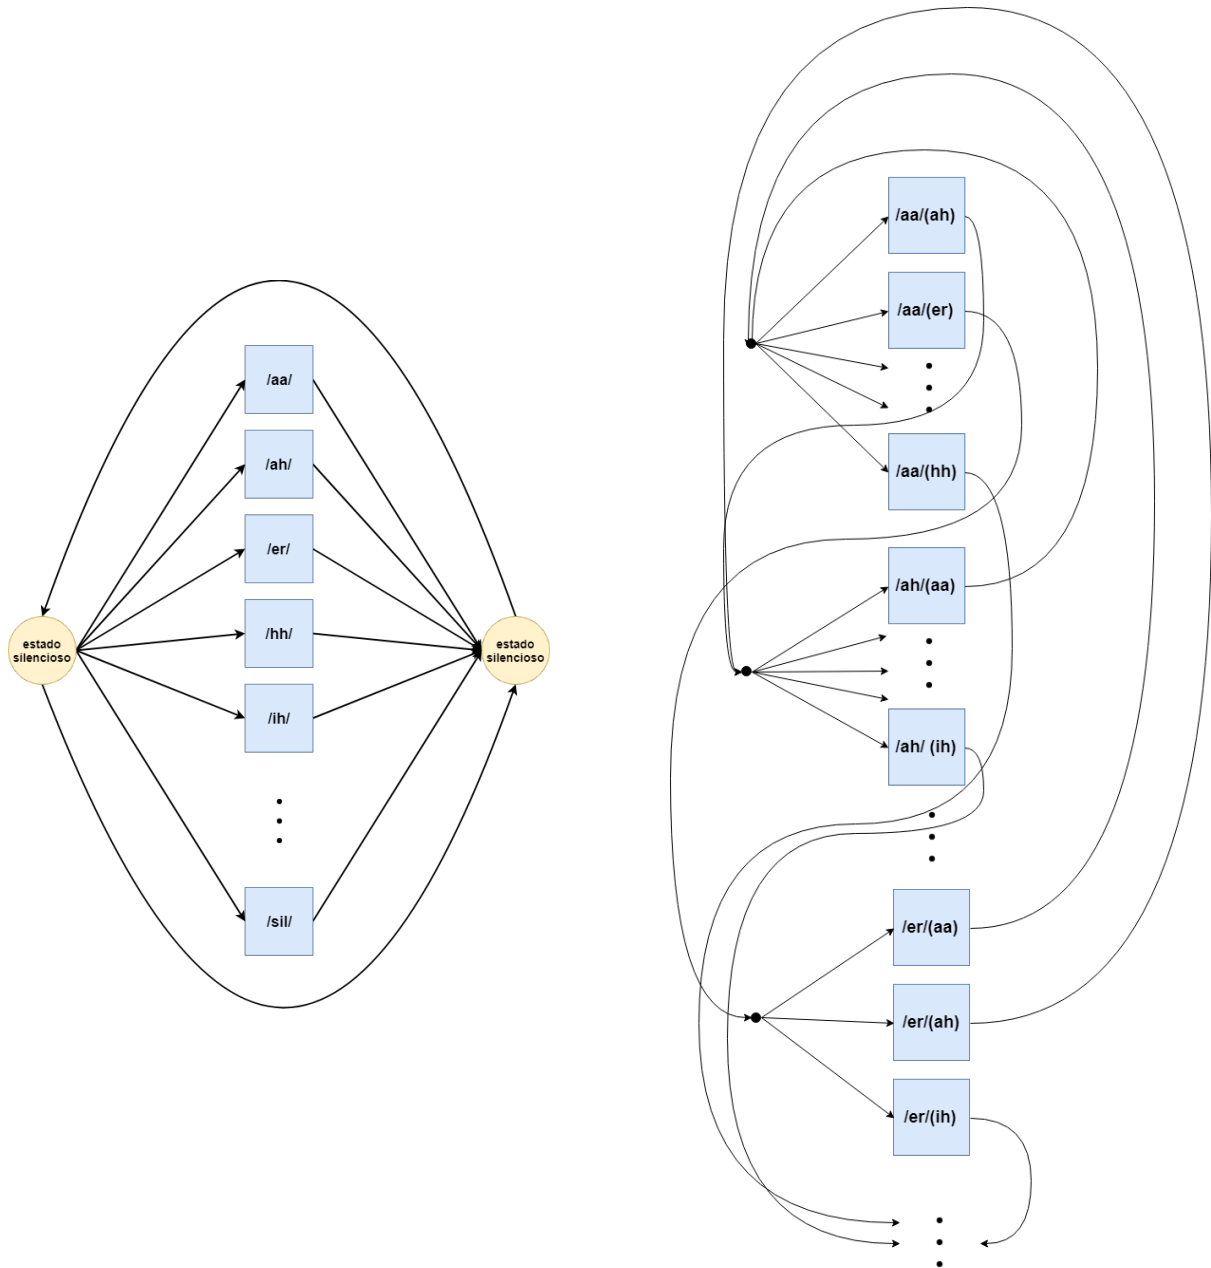 /aa/
/ah/
/er/
/hh/
/ih/
/sil/
estado
silencioso
estado
silencioso
/aa/(ah)
/aa/(er)
/aa/(hh)
/ah/(aa)
/ah/ (ih)
/er/(aa)
/er/(ah)
/er/(ih)